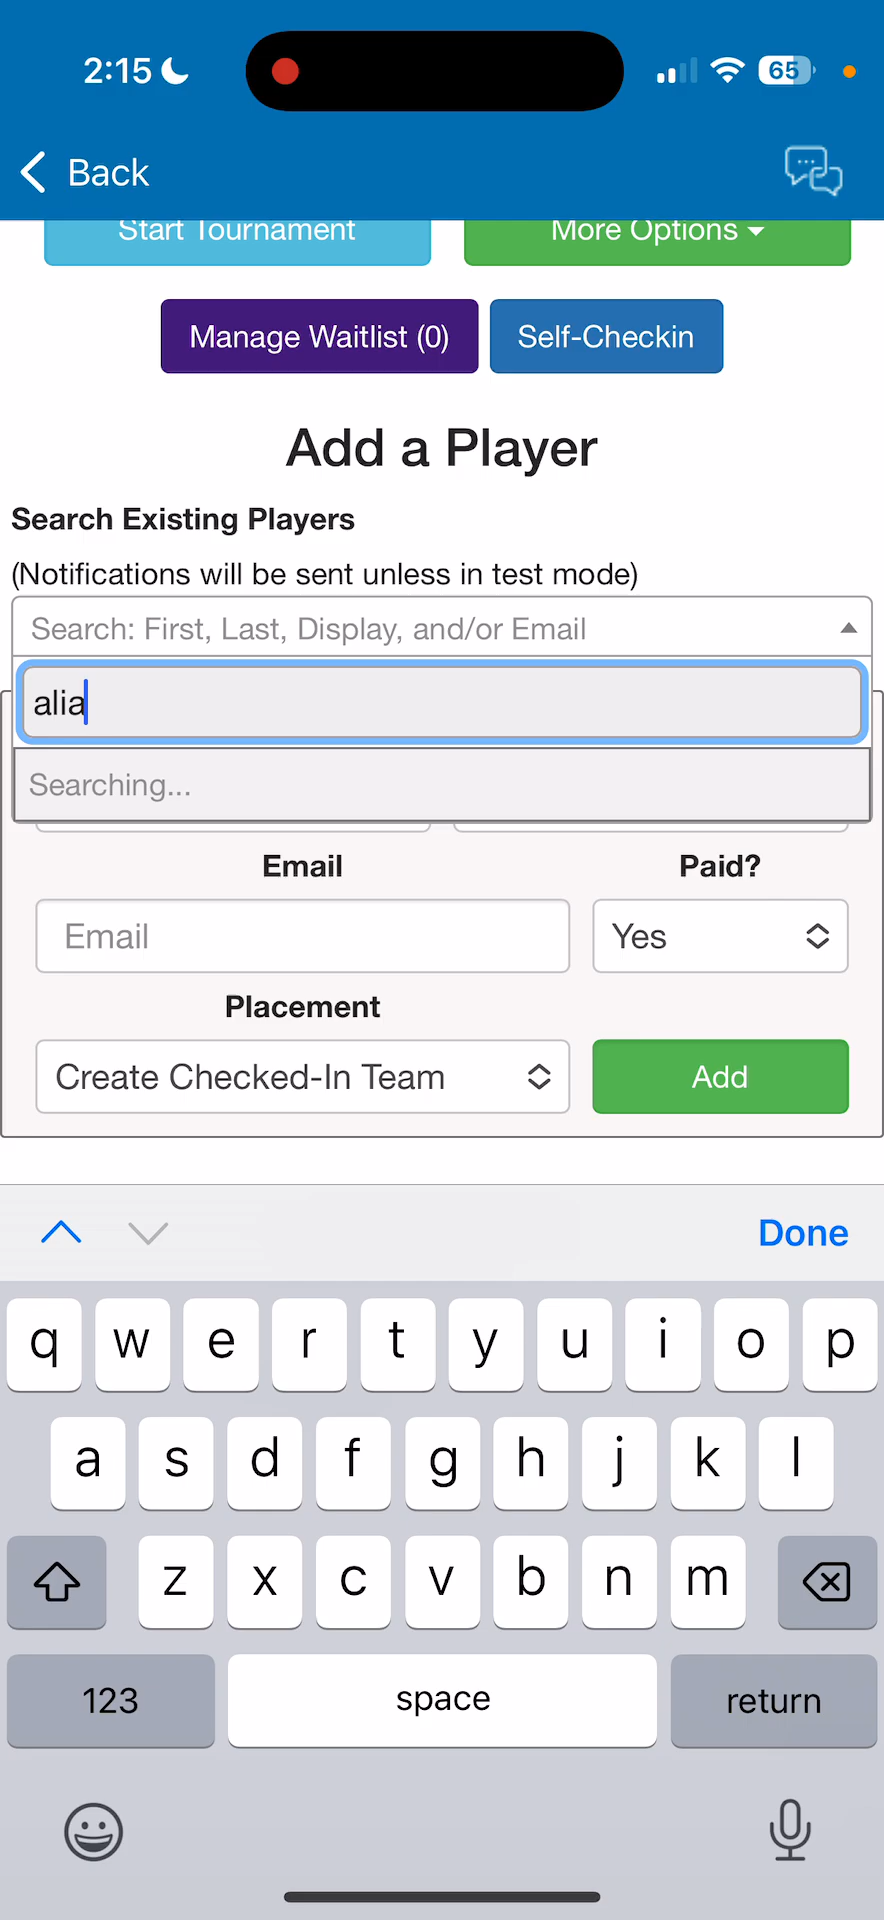 2:15
65
Back
Start Tournament
More Options
Manage Waitlist (0)
Self-Checkin
Add a Player
Search Existing Players
(Notifications will be sent unless in test mode)
Search: First, Last, Display, and/or Email
alia
Searching...
Email
Paid?
Email
Yes
Placement
Create Checked-In Team
Add
Done
q w e r t y u i o p
a s d f g h j k l
z x c v b n m
123
space
return